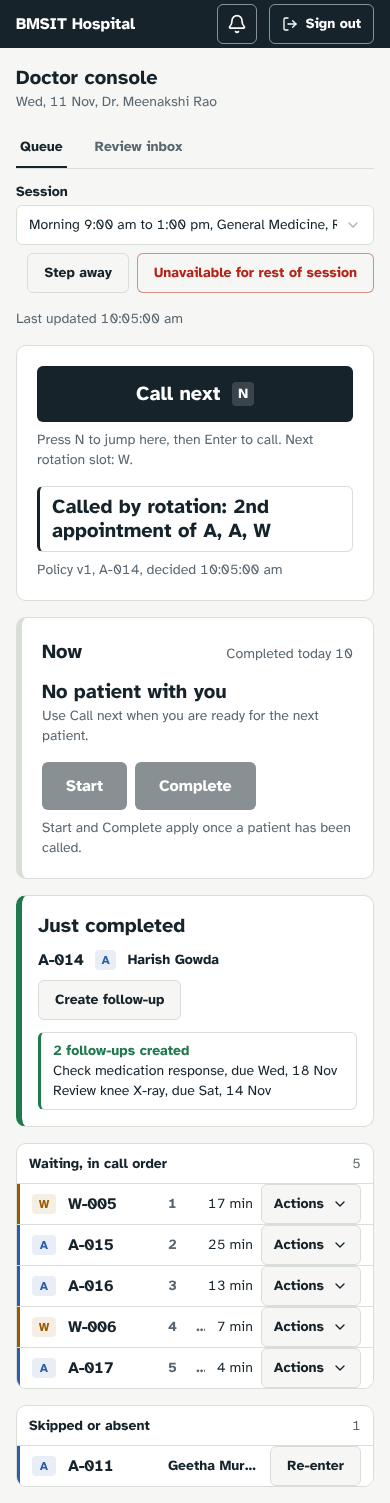 BMSIT Hospital
Sign out
Doctor console
Wed, 11 Nov, Dr. Meenakshi Rao
Queue Review inbox
Session
Morning 9:00 am to 1:00 pm, General Medicine, R
Step away Unavailable for rest of session
Last updated 10:05:00 am
Call next N
Press N to jump here, then Enter to call. Next
rotation slot: W.
Called by rotation: 2nd
appointment of A, A, W
Policy v1, A-014, decided 10:05:00 am
Now Completed today 10
No patient with you
Use Call next when you are ready for the next
patient.
Start Complete
Start and Complete apply once a patient has been
called.
Just completed
A-014 A Harish Gowda
Create follow-up
2 follow-ups created
Check medication response, due Wed, 18 Nov
Review knee X-ray, due Sat, 14 Nov
Waiting, in call order 5
W W-005 1 17 min Actions
A A-015 2 25 min Actions
A A-016 3 13 min Actions
W W-006 4 … 7 min Actions
A A-017 5 … 4 min Actions
Skipped or absent 1
A A-011 Geetha Mur… Re-enter